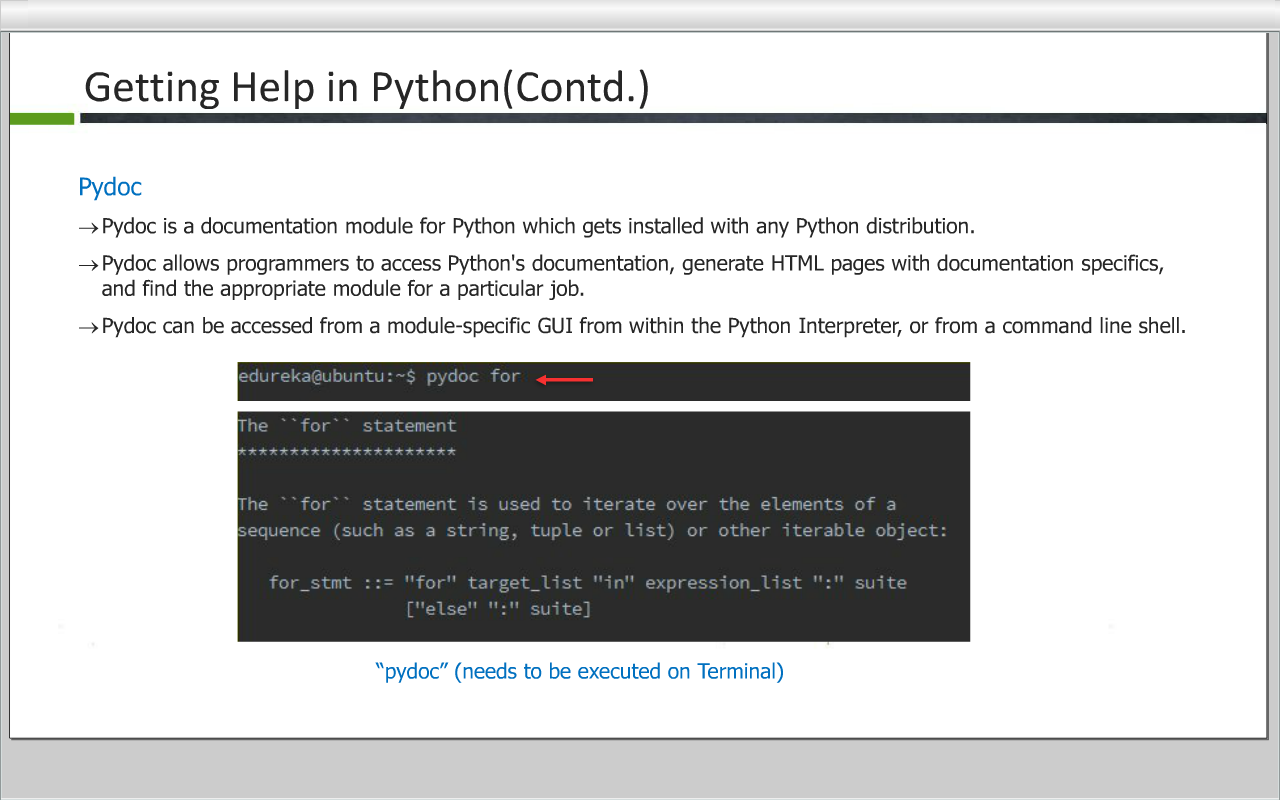 Getting Help in Python(Contd.)
Pydoc
→Pydoc is a documentation module for Python which gets installed with any Python distribution.
→Pydoc allows programmers to access Python's documentation, generate HTML pages with documentation specifics,
and find the appropriate module for a particular job.
→Pydoc can be accessed from a module-specific GUI from within the Python Interpreter, or from a command line shell.
edureka@ubuntu:~$ pydoc for
The ``for`` statement
*********************
The ``for`` statement is used to iterate over the elements of a
sequence (such as a string, tuple or list) or other iterable object:
for_stmt ::= "for" target_list "in" expression_list ":" suite
["else" ":" suite]
“pydoc” (needs to be executed on Terminal)